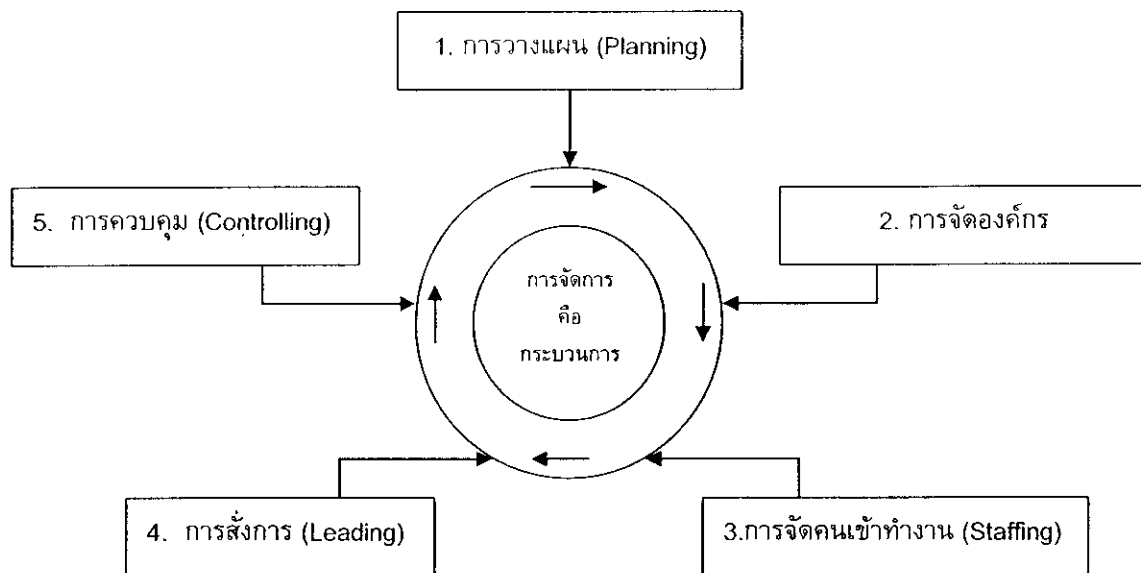 1. การวางแผน (Planning)
5. การควบคุม (Controlling)
2. การจัดองค์กร
การจัดการ
คือ
กระบวนการ
4. การสั่งการ (Leading)
3.การจัดคนเข้าทำงาน (Staffing)